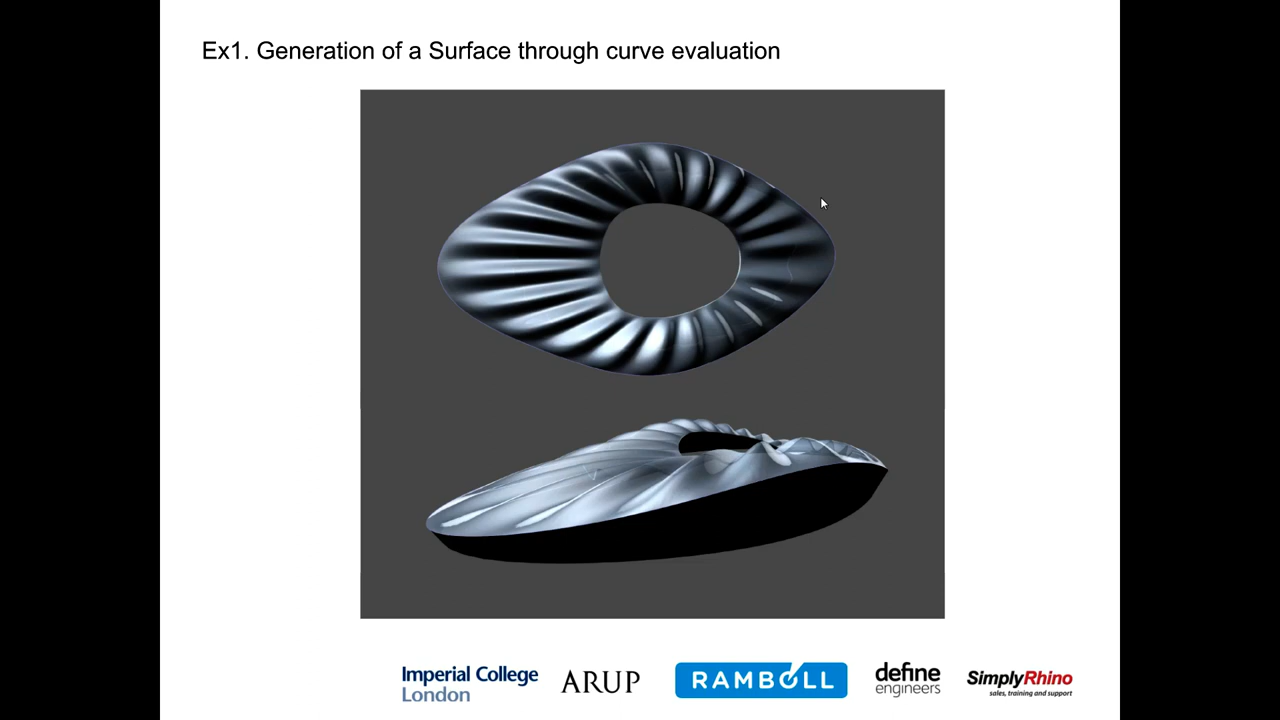 Ex1. Generation of a Surface through curve evaluation
Imperial College
London
ARUP
RAMBOLL
define
engineers
SimplyRhino
sales, training and support